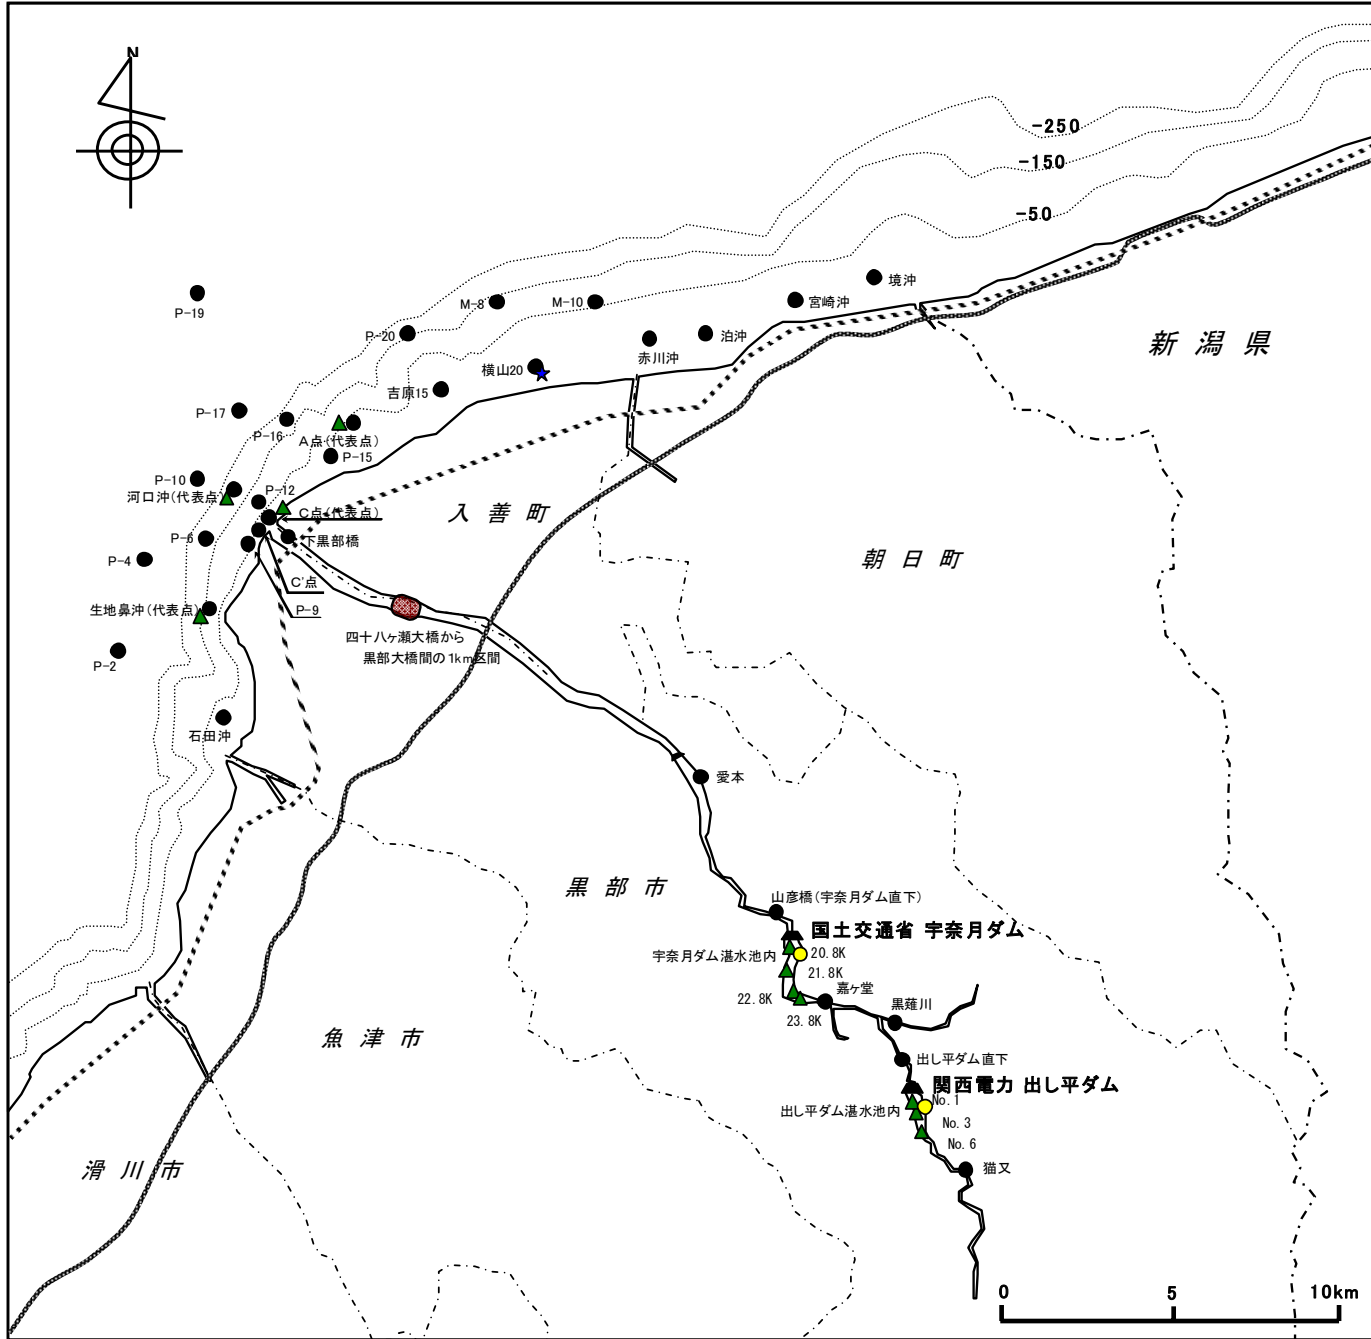 N
-250
-150
-50
境沖
宮崎沖
P-19
M-8
M-10
泊沖
赤川沖
新潟県
P-20
横山20
吉原15
P-17
P-16
A点(代表点)
P-15
P-10
河口沖(代表点)
P-12
C点(代表点)
入善町
P-6
下黒部橋
P-4
朝日町
C'点
P-9
生地鼻沖(代表点)
四十八ヶ瀬大橋から
黒部大橋間の1km区間
P-2
石田沖
愛本
黒部市
山彦橋(宇奈月ダム直下)
国土交通省 宇奈月ダム
宇奈月ダム湛水池内
20.8K
21.8K
22.8K
嘉ヶ堂
23.8K
黒薙川
魚津市
出し平ダム直下
関西電力 出し平ダム
出し平ダム湛水池内
No.1
No.3
No.6
猫又
滑川市
0 5 10km